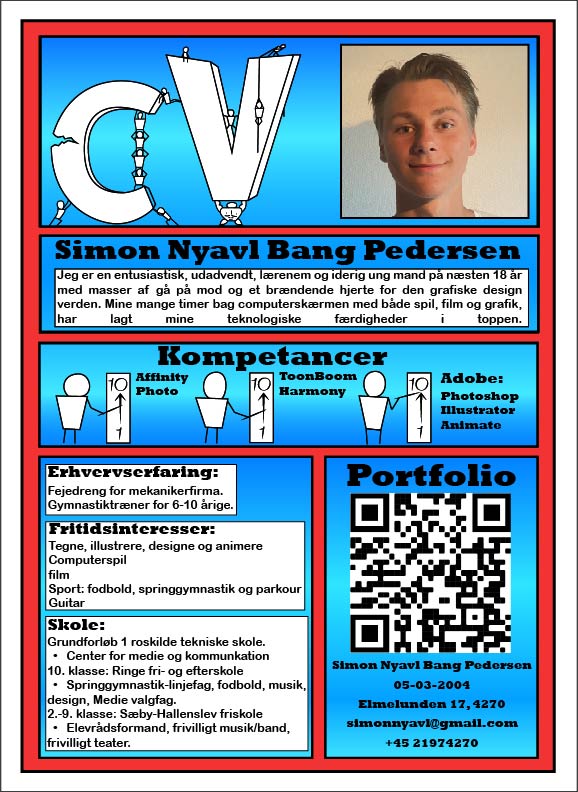 CV
Simon Nyavl Bang Pedersen
Jeg er en entusiastisk, udadvendt, lærenem og iderig ung mand på næsten 18 år
med masser af gå på mod og et brændende hjerte for den grafiske design
verden. Mine mange timer bag computerskærmen med både spil, film og grafik,
har lagt mine teknologiske færdigheder i toppen.
Kompetancer
10
1
Affinity
Photo
10
1
ToonBoom
Harmony
10
1
Adobe:
Photoshop
Illustrator
Animate
Erhvervserfaring:
Fejedreng for mekanikerfirma.
Gymnastiktræner for 6-10 årige.
Fritidsinteresser:
Tegne, illustrere, designe og animere
Computerspil
film
Sport: fodbold, springgymnastik og parkour
Guitar
Skole:
Grundforløb 1 roskilde tekniske skole.
• Center for medie og kommunkation
10. klasse: Ringe fri- og efterskole
• Springgymnastik-linjefag, fodbold, musik,
design, Medie valgfag.
2.-9. klasse: Sæby-Hallenslev friskole
• Elevrådsformand, frivilligt musik/band,
frivilligt teater.
Portfolio
Simon Nyavl Bang Pedersen
05-03-2004
Elmelunden 17, 4270
simonnyavl@gmail.com
+45 21974270